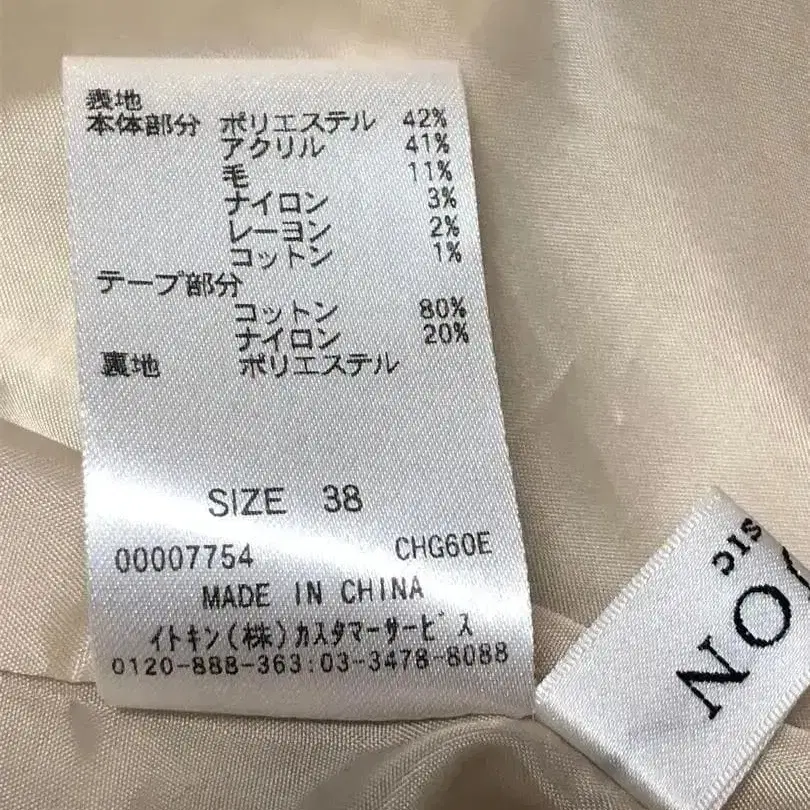 表地
本体部分 ポリエステル 42%
アクリル 41%
毛 11%
ナイロン 3%
レーヨン 2%
コットン 1%
テープ部分
コットン 80%
ナイロン 20%
裏地 ポリエステル
SIZE 38
00007754 CHG60E
MADE IN CHINA
イトキン(株)カスタマーサービス
0120-888-363:03-3478-8088